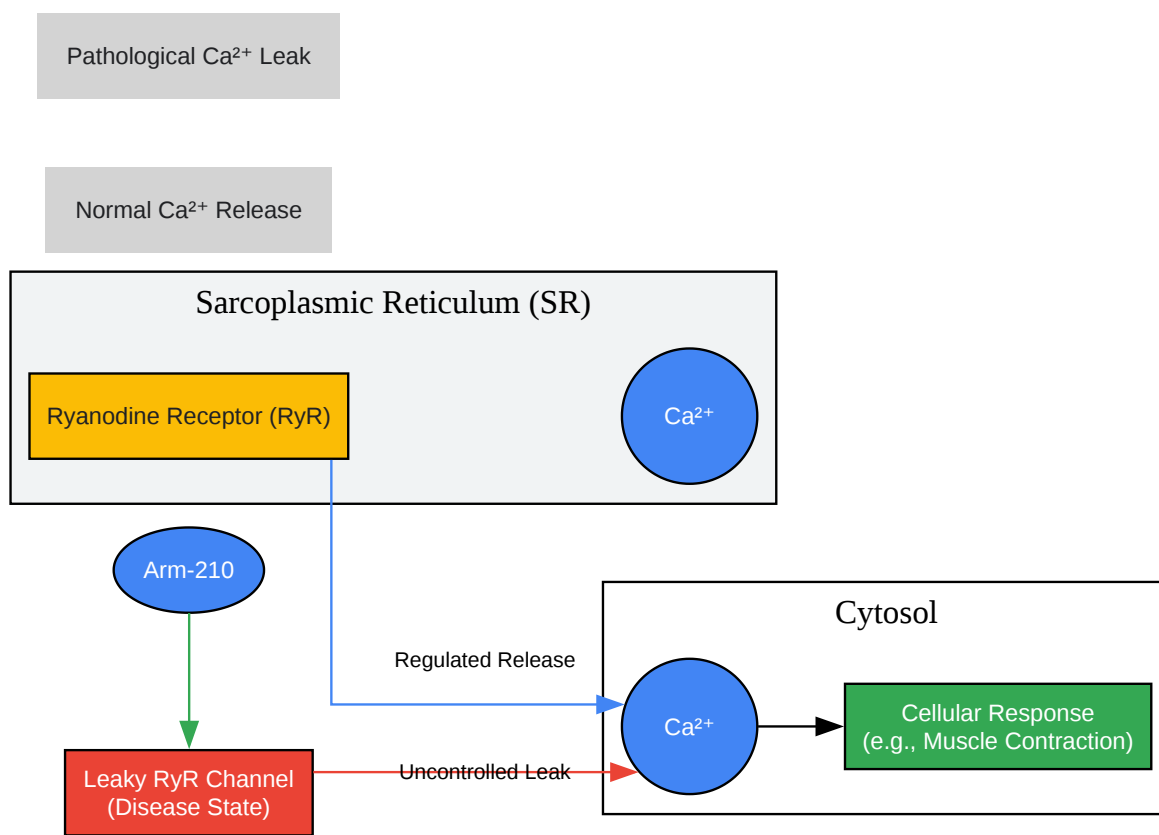 Pathological Ca²⁺ Leak
Normal Ca²⁺ Release
Sarcoplasmic Reticulum (SR)
Ryanodine Receptor (RyR)
Ca²⁺
Arm-210
Cytosol
Regulated Release
Ca²⁺
Cellular Response
(e.g., Muscle Contraction)
Leaky RyR Channel
(Disease State)
Uncontrolled Leak